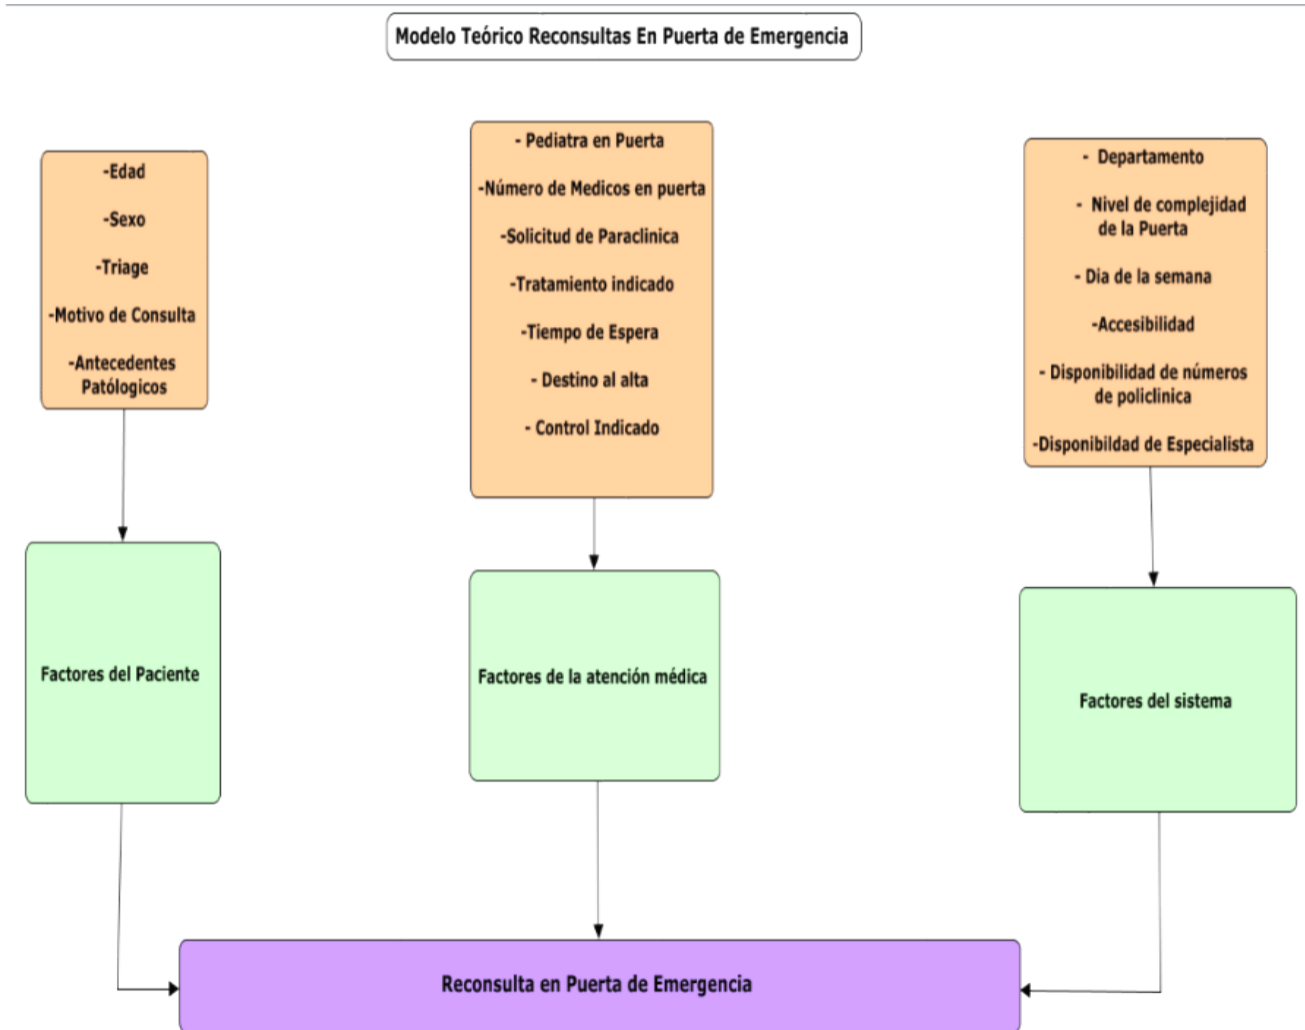 Modelo Teórico Reconsultas En Puerta de Emergencia
-Edad
-Sexo
-Triage
-Motivo de Consulta
-Antecedentes
Patólogicos
- Pediatra en Puerta
-Número de Medicos en puerta
-Solicitud de Paraclinica
-Tratamiento indicado
-Tiempo de Espera
- Destino al alta
- Control Indicado
- Departamento
- Nivel de complejidad
de la Puerta
- Dia de la semana
-Accesibilidad
- Disponibilidad de números
de policlinica
-Disponibildad de Especialista
Factores del Paciente
Factores de la atención médica
Factores del sistema
Reconsulta en Puerta de Emergencia